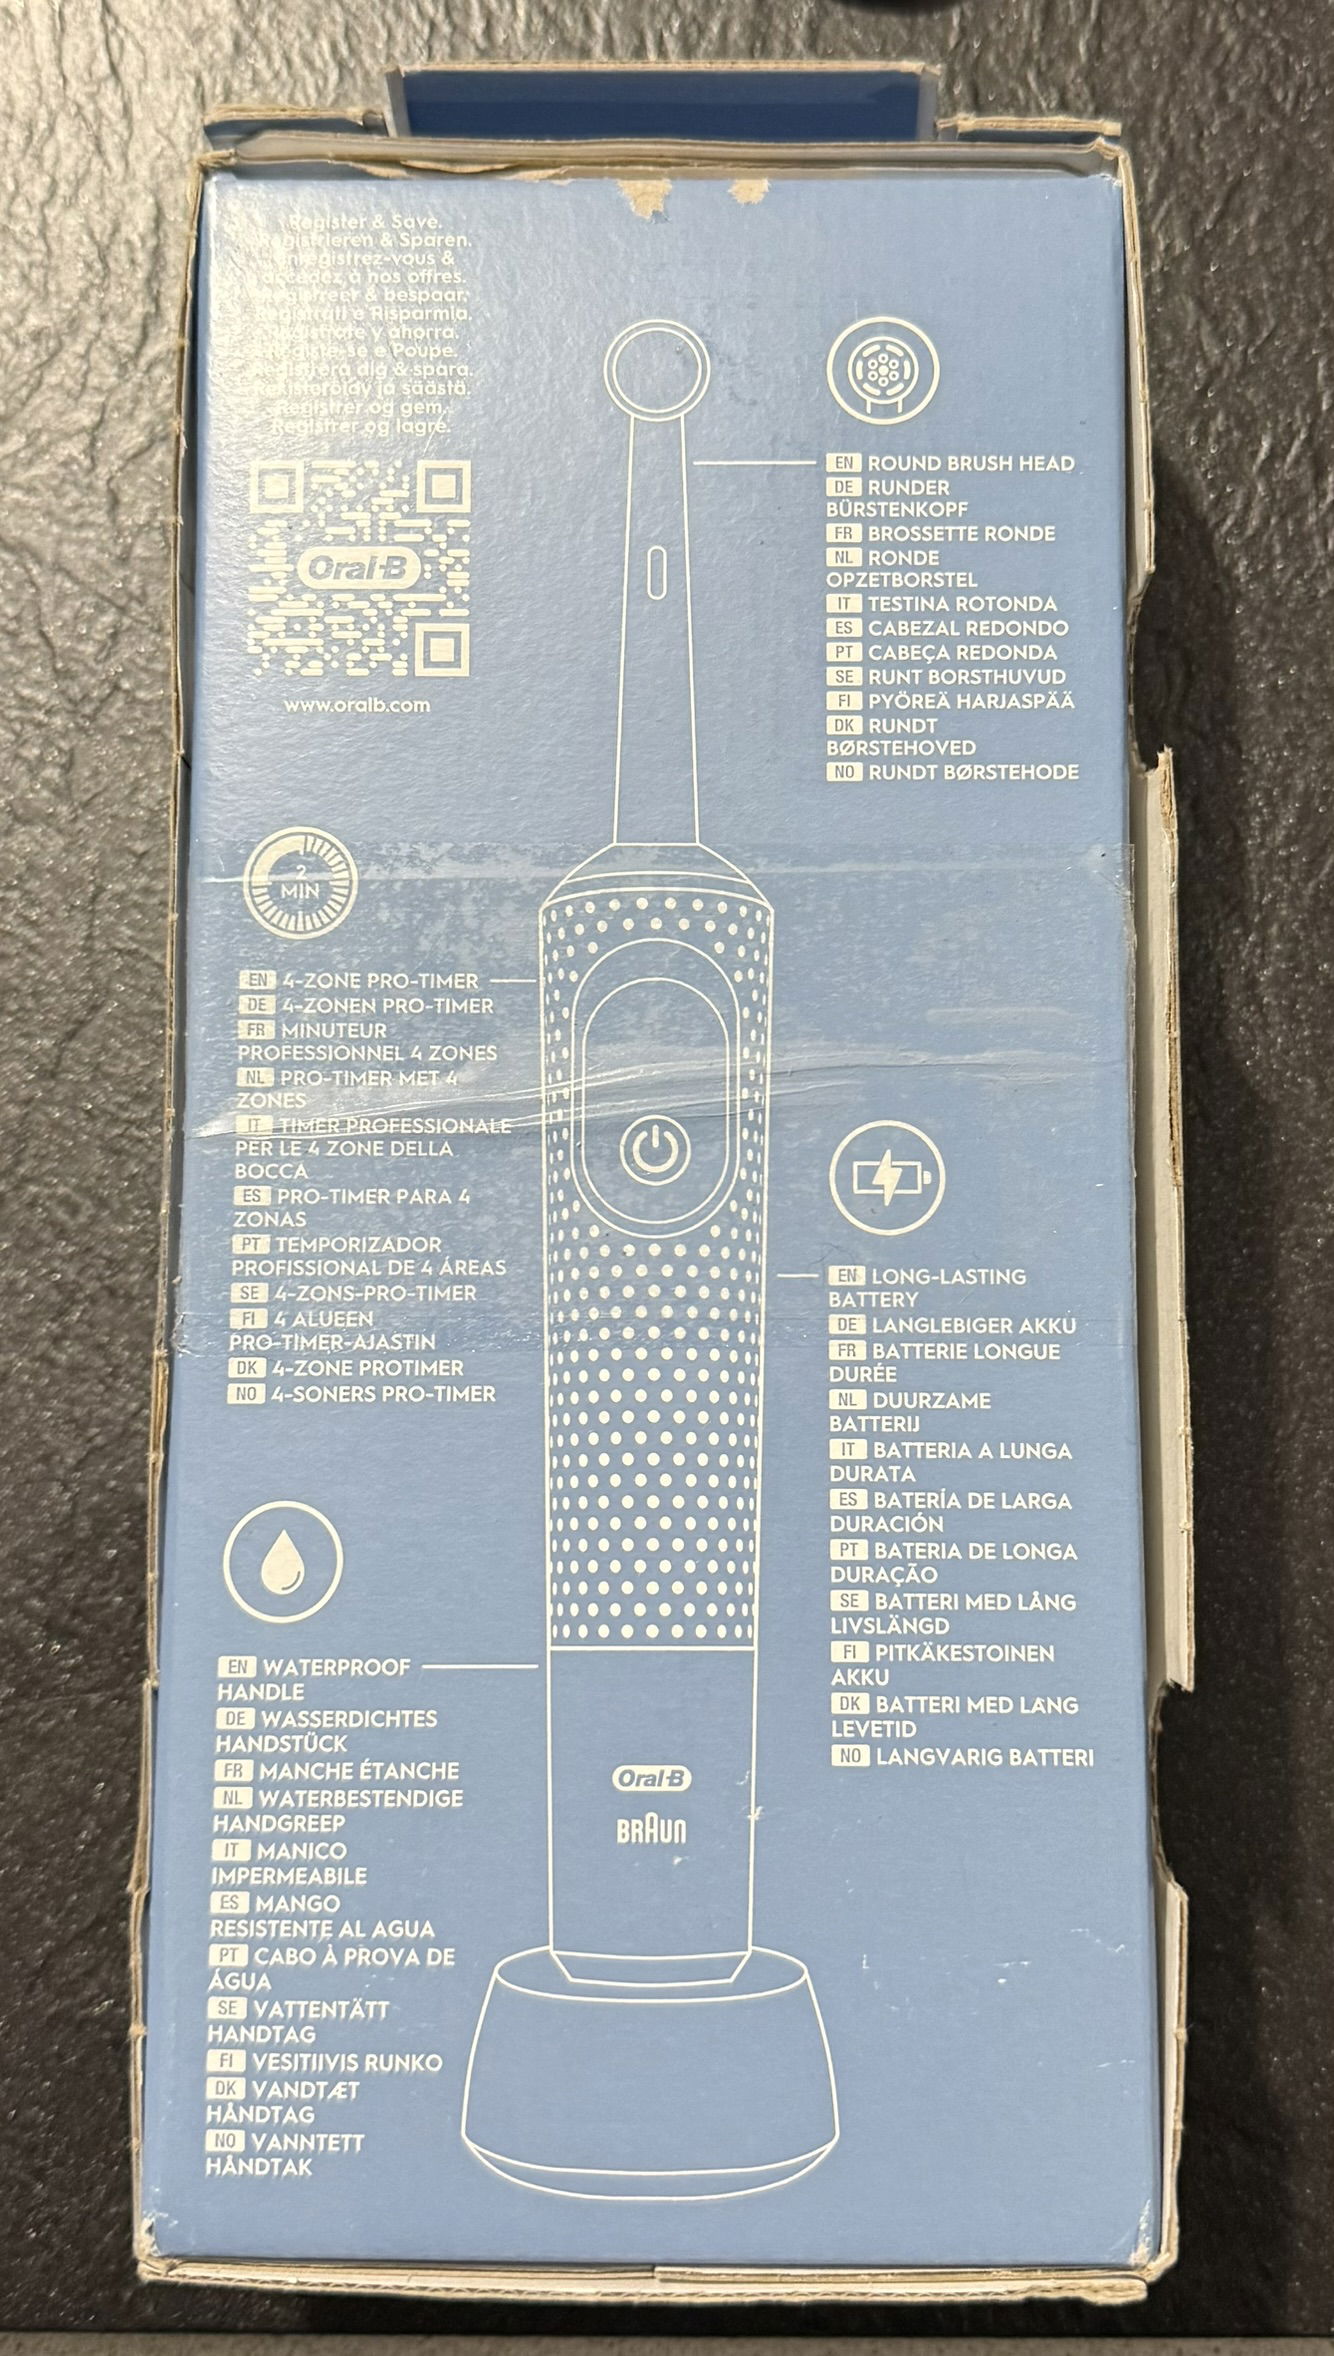 Register & Save.
Registrieren & Sparen.
Enregistrez-vous &
accédez à nos offres.
Registreer & bespaar.
Registrati e Risparmia.
Regístrate y ahorra.
Registe-se e Poupe.
Registrera dig & spara.
Rekisteröidy ja säästä.
Registrer og gem.
Registrer og lagre.
Oral-B
www.oralb.com
EN ROUND BRUSH HEAD
DE RUNDER
BÜRSTENKOPF
FR BROSSETTE RONDE
NL RONDE
OPZETBORSTEL
IT TESTINA ROTONDA
ES CABEZAL REDONDO
PT CABEÇA REDONDA
SE RUNT BORSTHUVUD
FI PYÖREÄ HARJASPÄÄ
DK RUNDT
BØRSTEHOVED
NO RUNDT BØRSTEHODE
2
MIN
EN 4-ZONE PRO-TIMER
DE 4-ZONEN PRO-TIMER
FR MINUTEUR
PROFESSIONNEL 4 ZONES
NL PRO-TIMER MET 4
ZONES
IT TIMER PROFESSIONALE
PER LE 4 ZONE DELLA
BOCCA
ES PRO-TIMER PARA 4
ZONAS
PT TEMPORIZADOR
PROFISSIONAL DE 4 ÁREAS
SE 4-ZONS-PRO-TIMER
FI 4 ALUEEN
PRO-TIMER-AJASTIN
DK 4-ZONE PROTIMER
NO 4-SONERS PRO-TIMER
EN LONG-LASTING
BATTERY
DE LANGLEBIGER AKKU
FR BATTERIE LONGUE
DURÉE
NL DUURZAME
BATTERIJ
IT BATTERIA A LUNGA
DURATA
ES BATERÍA DE LARGA
DURACIÓN
PT BATERIA DE LONGA
DURAÇÃO
SE BATTERI MED LÅNG
LIVSLÄNGD
FI PITKÄKESTOINEN
AKKU
DK BATTERI MED LANG
LEVETID
NO LANGVARIG BATTERI
EN WATERPROOF
HANDLE
DE WASSERDICHTES
HANDSTÜCK
FR MANCHE ÉTANCHE
NL WATERBESTENDIGE
HANDGREEP
IT MANICO
IMPERMEABILE
ES MANGO
RESISTENTE AL AGUA
PT CABO À PROVA DE
ÁGUA
SE VATTENTÄTT
HANDTAG
FI VESITIIVIS RUNKO
DK VANDTÆT
HÅNDTAG
NO VANNTETT
HÅNDTAK
Oral-B
BRAUN